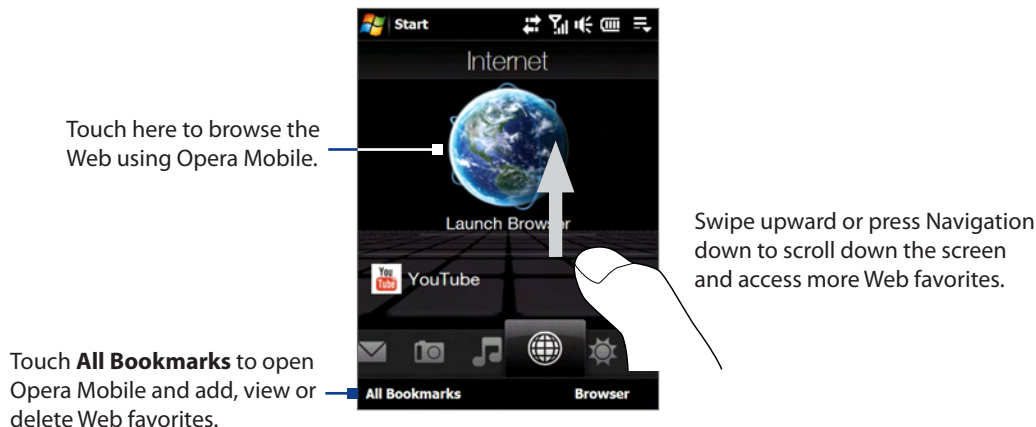 Start
Internet
Touch here to browse the
Web using Opera Mobile.
Launch Browser
Swipe upward or press Navigation
down to scroll down the screen
and access more Web favorites.
You
Tube
YouTube
Touch All Bookmarks to open
Opera Mobile and add, view or
delete Web favorites.
All Bookmarks
Browser